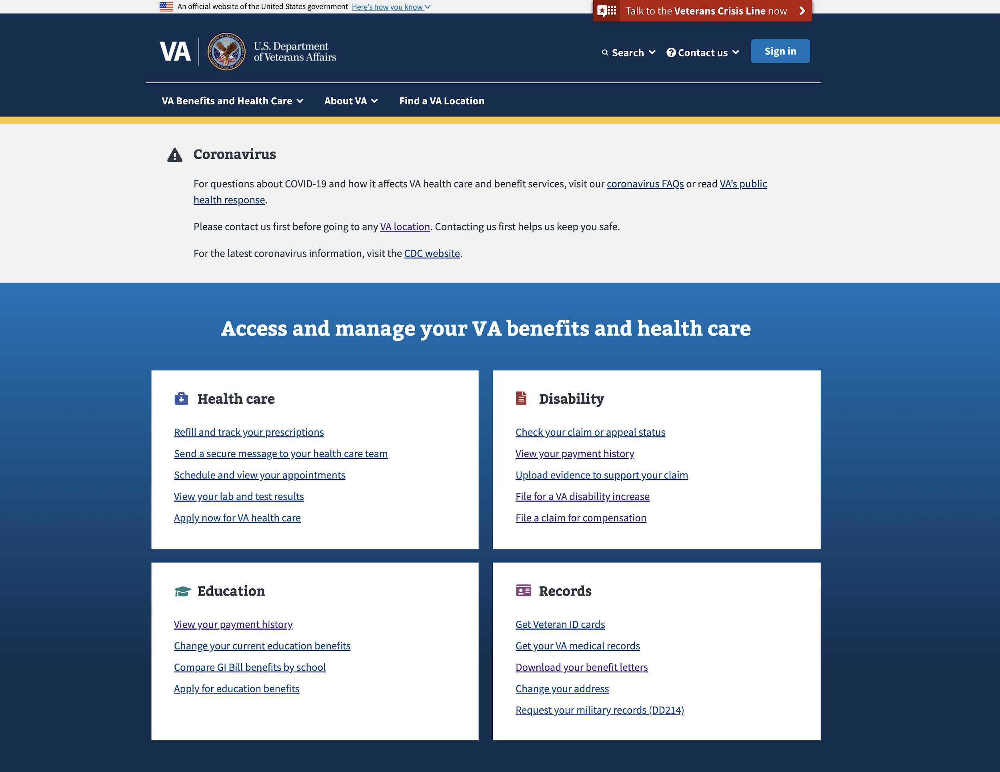 An official website of the United States government Here's how you know
Talk to the Veterans Crisis Line now
VA
U.S. Department
of Veterans Affairs
Search
Contact us
Sign in
VA Benefits and Health Care
About VA
Find a VA Location
Coronavirus
For questions about COVID-19 and how it affects VA health care and benefit services, visit our coronavirus FAQs or read VA’s public
health response.
Please contact us first before going to any VA location. Contacting us first helps us keep you safe.
For the latest coronavirus information, visit the CDC website.
Access and manage your VA benefits and health care
Health care
Refill and track your prescriptions
Send a secure message to your health care team
Schedule and view your appointments
View your lab and test results
Apply now for VA health care
Disability
Check your claim or appeal status
View your payment history
Upload evidence to support your claim
File for a VA disability increase
File a claim for compensation
Education
View your payment history
Change your current education benefits
Compare GI Bill benefits by school
Apply for education benefits
Records
Get Veteran ID cards
Get your VA medical records
Download your benefit letters
Change your address
Request your military records (DD214)